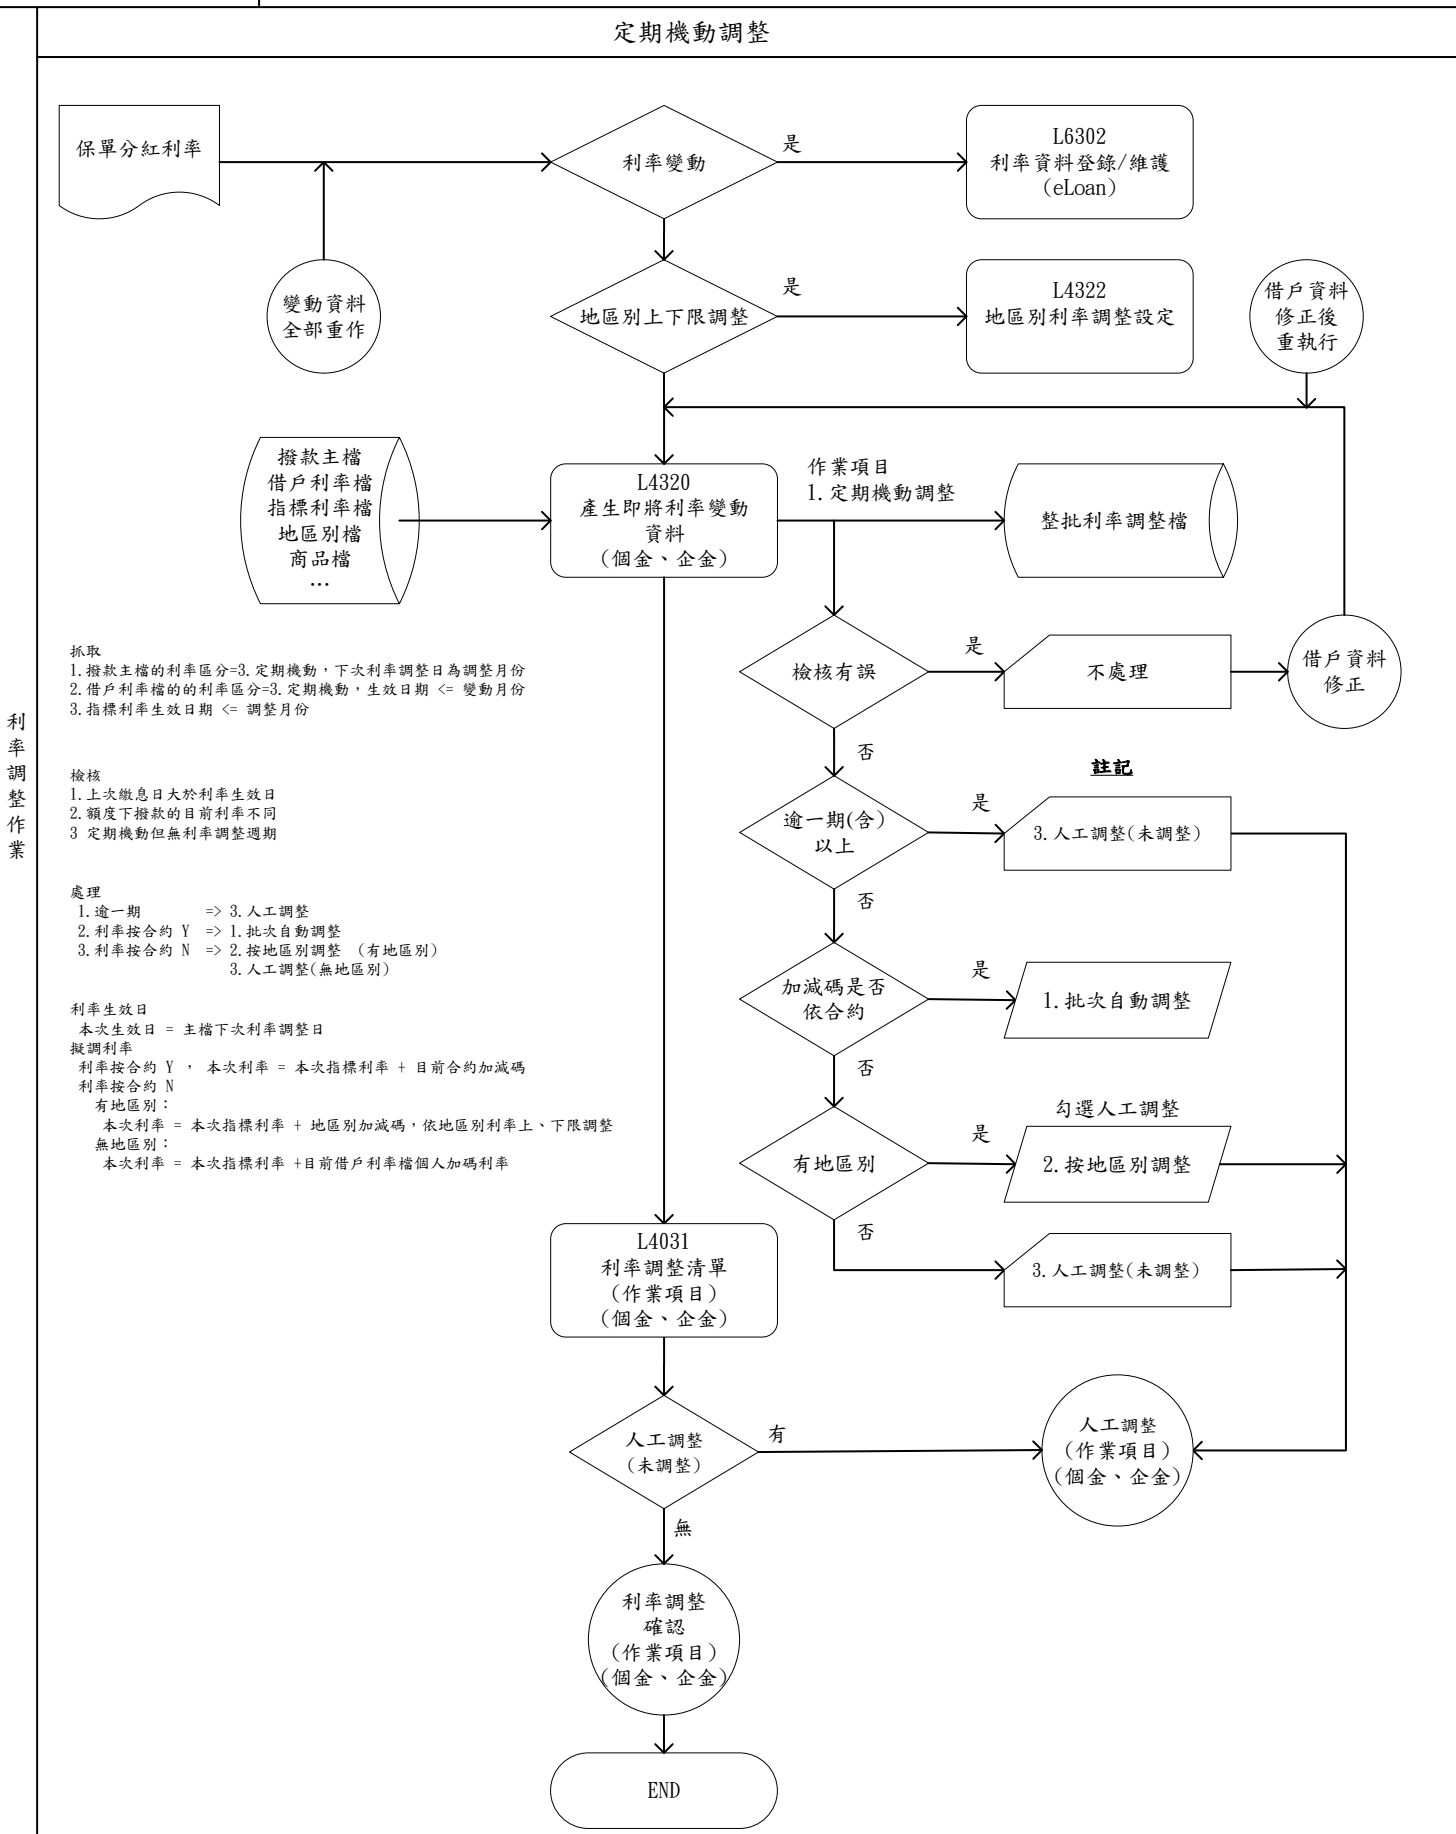 定期機動調整
利率調整作業
保單分紅利率
利率變動
是
L6302
利率資料登錄/維護
(eLoan)
變動資料
全部重作
地區別上下限調整
是
L4322
地區別利率調整設定
借戶資料
修正後
重執行
撥款主檔
借戶利率檔
指標利率檔
地區別檔
商品檔
...
L4320
產生即將利率變動
資料
(個金、企金)
作業項目
1.定期機動調整
整批利率調整檔
抓取
1.撥款主檔的利率區分=3.定期機動,下次利率調整日為調整月份
2.借戶利率檔的的利率區分=3.定期機動,生效日期 <= 變動月份
3.指標利率生效日期 <= 調整月份
檢核有誤
是
不處理
借戶資料
修正
否
檢核
1.上次繳息日大於利率生效日
2.額度下撥款的目前利率不同
3 定期機動但無利率調整週期
註記
逾一期(含)
以上
是
3.人工調整(未調整)
否
處理
1.逾一期 => 3.人工調整
2.利率按合約 Y => 1.批次自動調整
3.利率按合約 N => 2.按地區別調整 (有地區別)
3.人工調整(無地區別)
加減碼是否
依合約
是
1.批次自動調整
否
利率生效日
本次生效日 = 主檔下次利率調整日
擬調利率
利率按合約 Y , 本次利率 = 本次指標利率 + 目前合約加減碼
利率按合約 N
有地區別:
本次利率 = 本次指標利率 + 地區別加減碼,依地區別利率上、下限調整
無地區別:
本次利率 = 本次指標利率 +目前借戶利率檔個人加碼利率
有地區別
是
勾選人工調整
2.按地區別調整
否
3.人工調整(未調整)
L4031
利率調整清單
(作業項目)
(個金、企金)
人工調整
(未調整)
有
人工調整
(作業項目)
(個金、企金)
無
利率調整
確認
(作業項目)
(個金、企金)
END